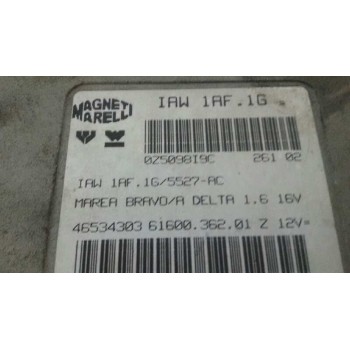 MAGNETI
MARELLI
IAW 1AF.1G
0Z5098I9C 261 02
IAW 1AF.1G/5527-AC
MAREA BRAVO/A DELTA 1.6 16V
46534303 61600.362.01 Z 12V=